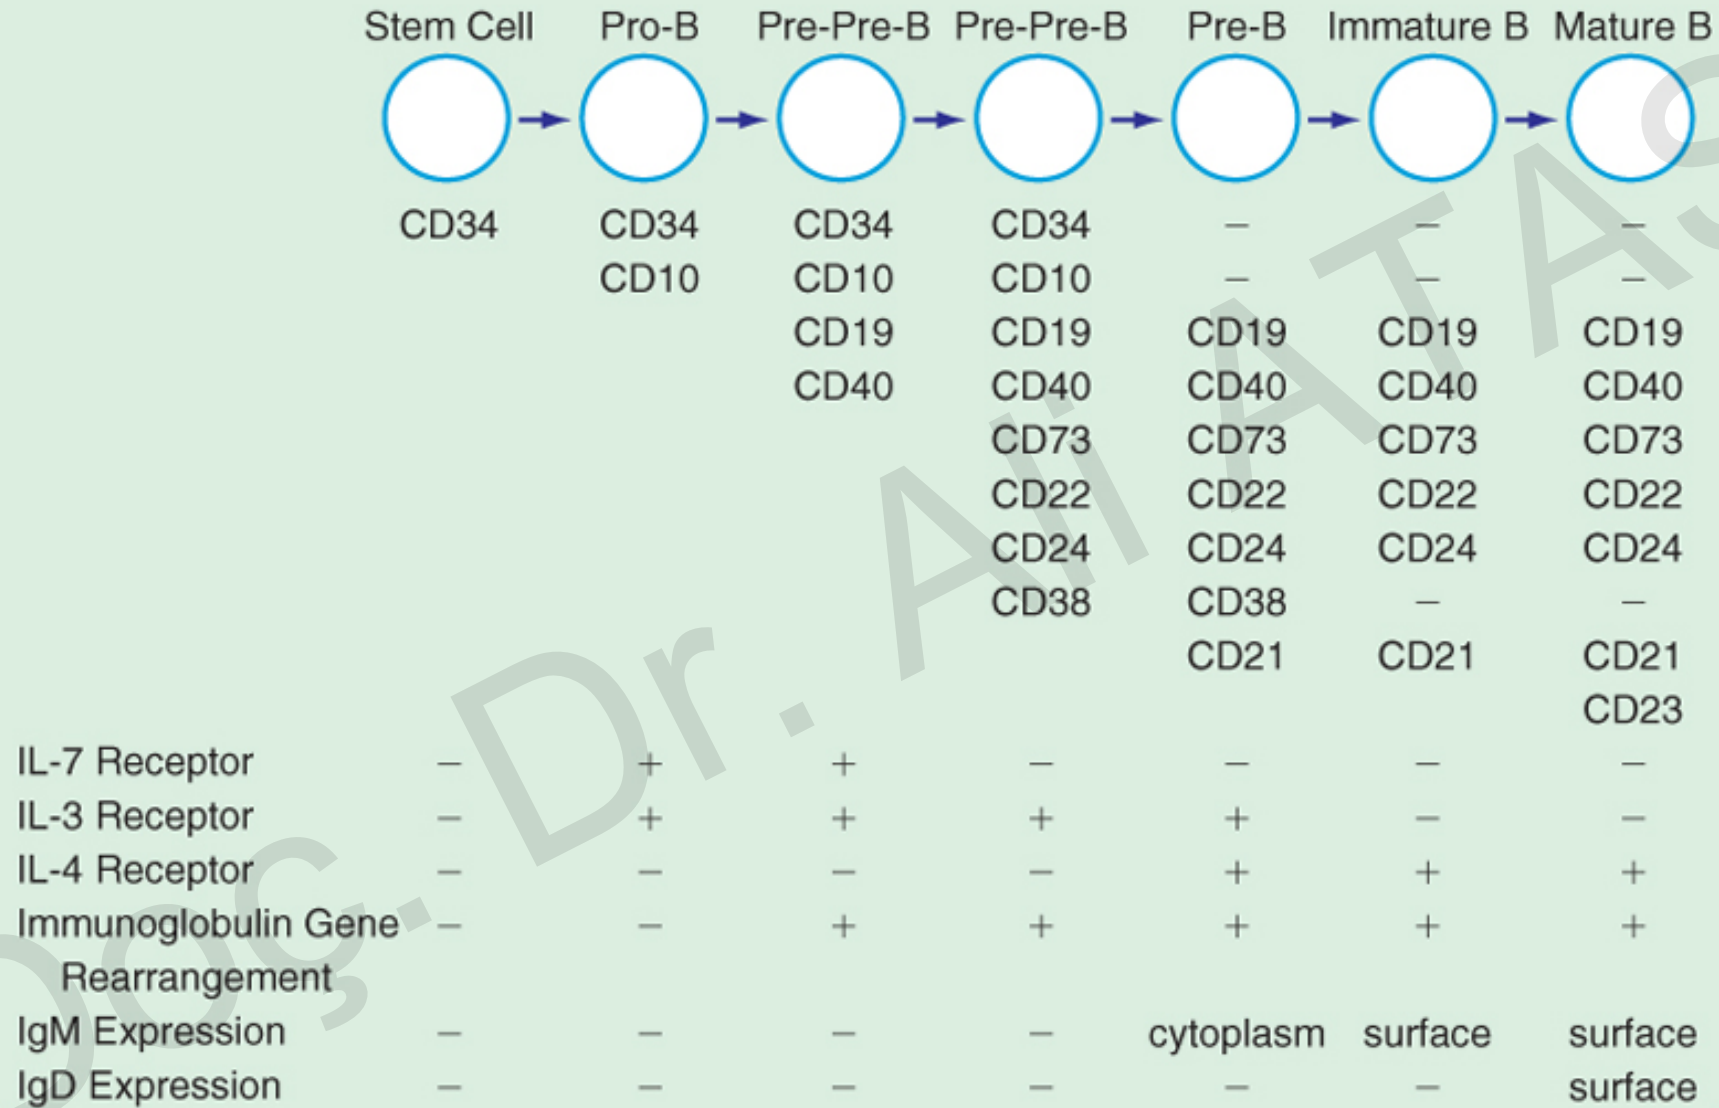 Stem Cell Pro-B Pre-Pre-B Pre-Pre-B Pre-B Immature B Mature B
CD34 CD34 CD34 CD34 – – –
CD10 CD10 CD10 – – –
CD19 CD19 CD19 CD19 CD19
CD40 CD40 CD40 CD40 CD40
CD73 CD73 CD73 CD73
CD22 CD22 CD22 CD22
CD24 CD24 CD24 CD24
CD38 CD38 – –
CD21 CD21 CD21
CD23
IL-7 Receptor – + + – – – –
IL-3 Receptor – + + + + – –
IL-4 Receptor – – – – + + +
Immunoglobulin Gene – – + + + + +
Rearrangement
IgM Expression – – – – cytoplasm surface surface
IgD Expression – – – – – – surface
Doç. Dr. Ali ATAŞ